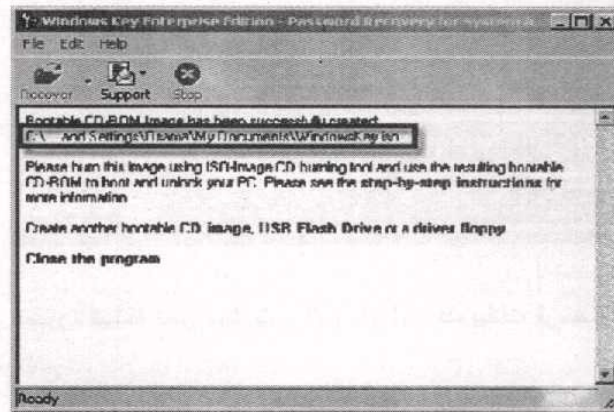 Windows Key Enterprise Edition - Password Recovery for systems a
File Edit Help
Recover Support Stop
Bootable CD-ROM Image has been successfully created
C:\... and Settings\Osama\My Documents\WindowsKey.iso
Please burn this image using ISO-Image CD burning tool and use the resulting bootable
CD-ROM to boot and unlock your PC. Please see the step-by-step instructions for
more information
Create another bootable CD image, USB Flash Drive or a driver floppy
Close the program
Ready